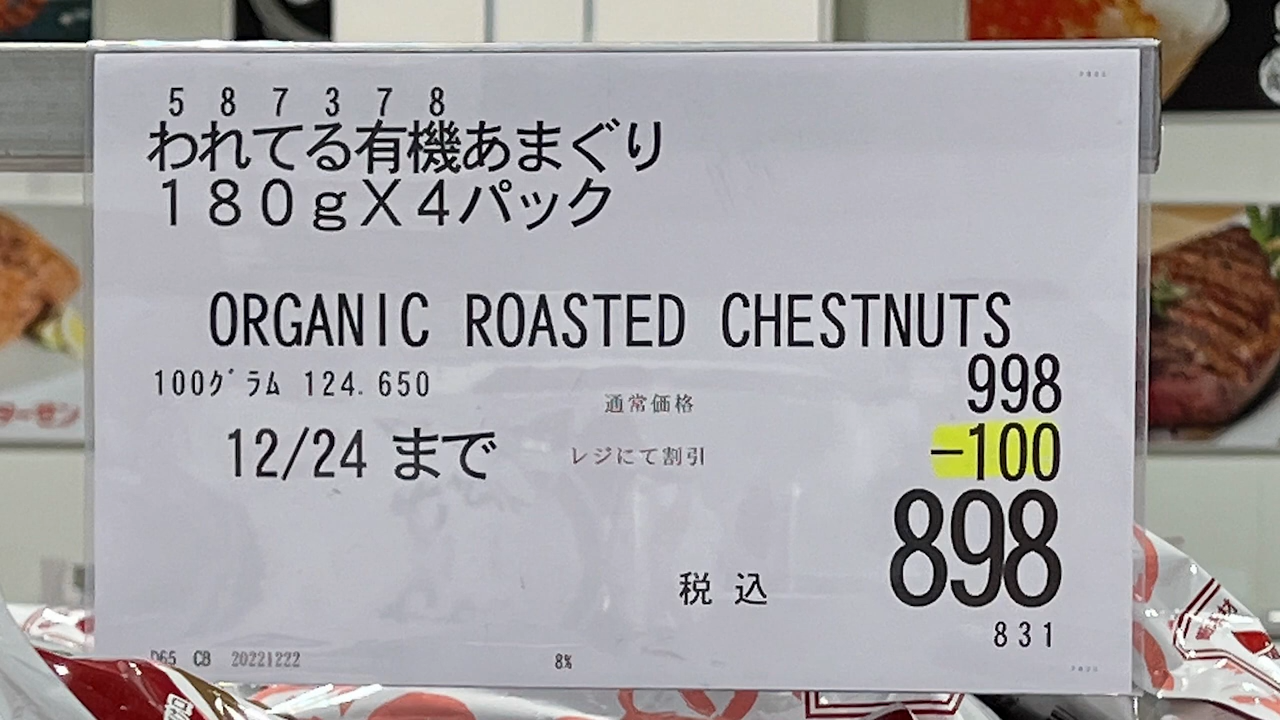 587378
われてる有機あまぐり
180gX4パック
ORGANIC ROASTED CHESTNUTS
100グラム 124.650
通常価格 998
12/24 まで レジにて割引 -100
898
税込
831
D65 CB 20221222 8%